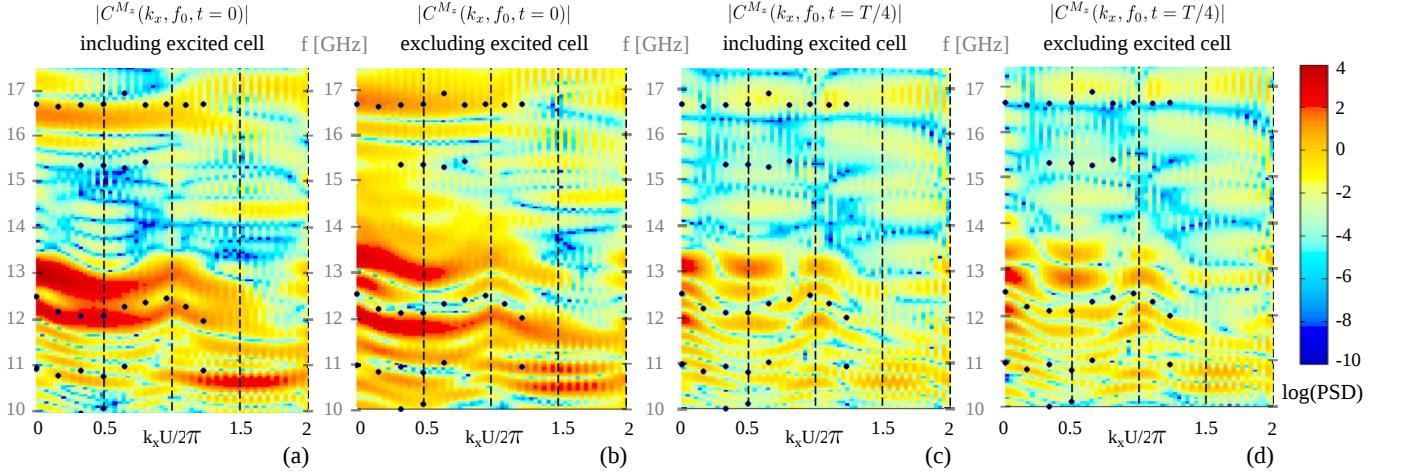 |C^{M_z}(k_x, f_0, t = 0)| |C^{M_z}(k_x, f_0, t = 0)| |C^{M_z}(k_x, f_0, t = T/4)| |C^{M_z}(k_x, f_0, t = T/4)|
including excited cell f [GHz] excluding excited cell f [GHz] including excited cell f [GHz] excluding excited cell
17 17 17 17 4
16 16 16 16 2
15 15 15 15 0
14 14 14 14 -2
13 13 13 13 -4
12 12 12 12 -6
11 11 11 11 -8
10 10 10 10 -10
log(PSD)
0 0.5 1 1.5 2 0 0.5 1 1.5 2 0 0.5 1 1.5 2 0 0.5 1 1.5 2
k_xU/2π (a) k_xU/2π (b) k_xU/2π (c) k_xU/2π (d)